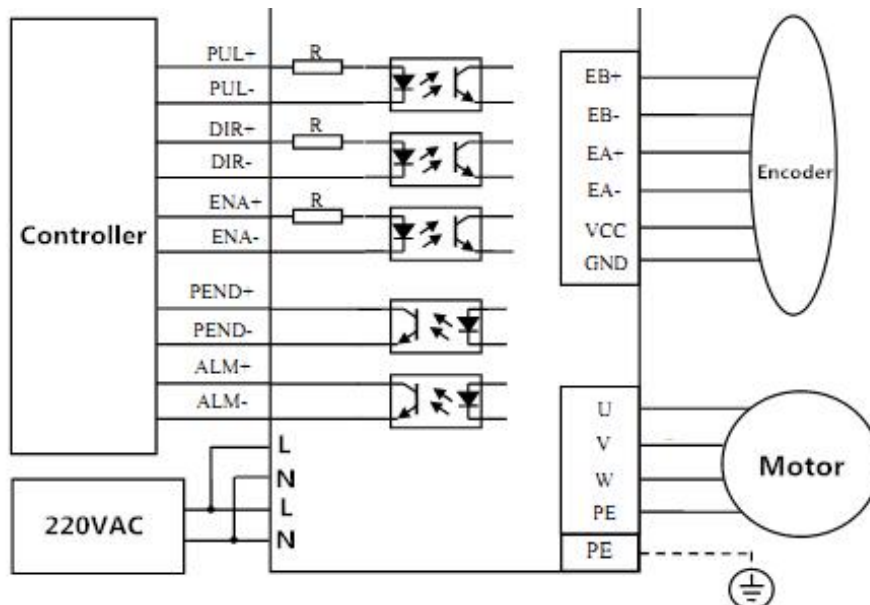 Controller
PUL+
R
PUL-
DIR+
R
DIR-
ENA+
R
ENA-
PEND+
PEND-
ALM+
ALM-
220VAC
L
N
L
N
EB+
EB-
EA+
EA-
VCC
GND
Encoder
U
V
W
PE
PE
Motor